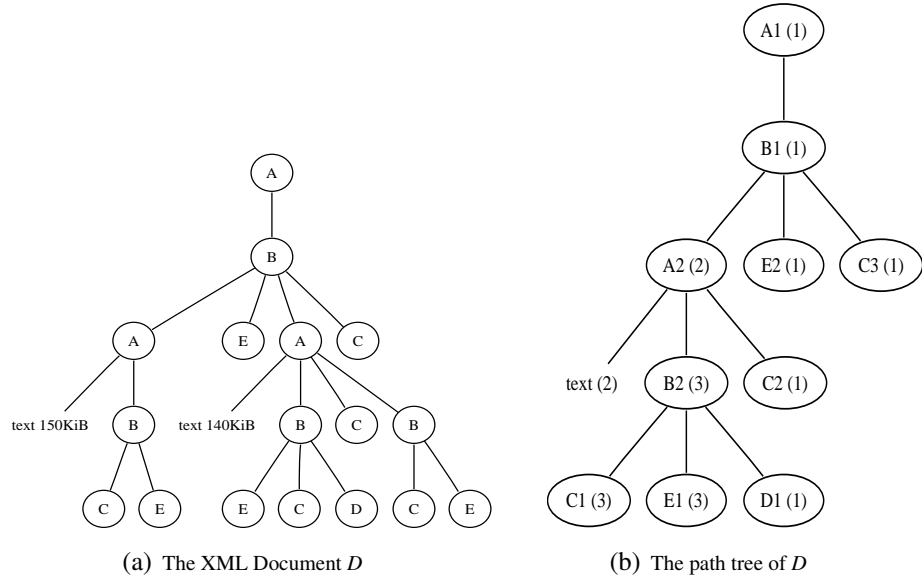 A
B
A
E
A
C
text 150KiB
B
text 140KiB
B
C
B
C
E
E
C
D
C
E
(a) The XML Document D
A1 (1)
B1 (1)
A2 (2)
E2 (1)
C3 (1)
text (2)
B2 (3)
C2 (1)
C1 (3)
E1 (3)
D1 (1)
(b) The path tree of D